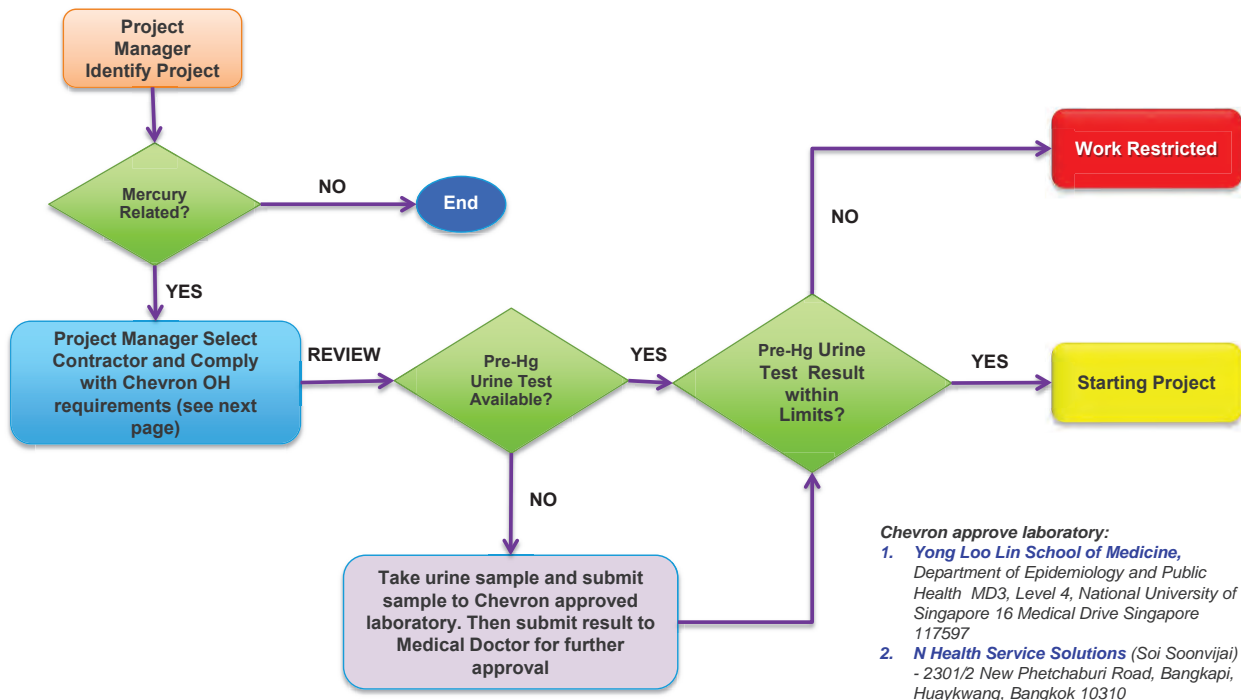 Project
Manager
Identify Project
Mercury
Related?
NO
End
YES
Project Manager Select
Contractor and Comply
with Chevron OH
requirements (see next
page)
REVIEW
Pre-Hg
Urine Test
Available?
YES
Pre-Hg Urine
Test Result
within
Limits?
NO
Work Restricted
YES
Starting Project
NO
Take urine sample and submit
sample to Chevron approved
laboratory. Then submit result to
Medical Doctor for further
approval
Chevron approve laboratory:
1. Yong Loo Lin School of Medicine,
Department of Epidemiology and Public
Health MD3, Level 4, National University of
Singapore 16 Medical Drive Singapore
117597
2. N Health Service Solutions (Soi Soonvijai)
- 2301/2 New Phetchaburi Road, Bangkapi,
Huaykwang, Bangkok 10310